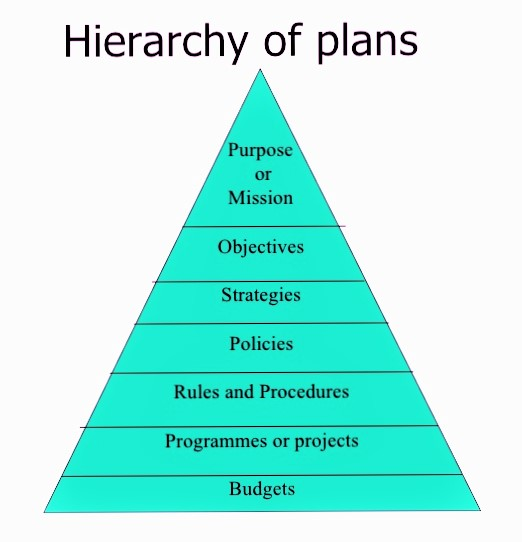 Hierarchy of plans
Purpose
or
Mission
Objectives
Strategies
Policies
Rules and Procedures
Programmes or projects
Budgets